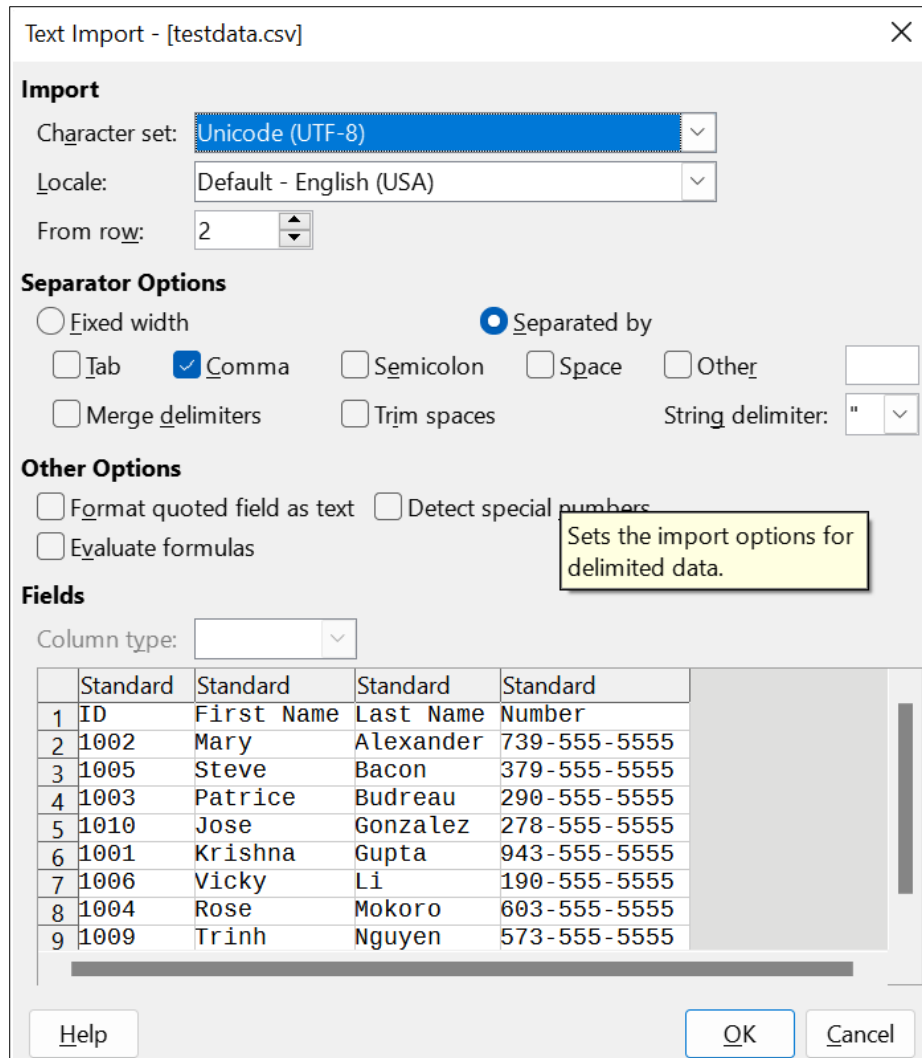 Text Import - [testdata.csv]
Import
Character set: Unicode (UTF-8)
Locale: Default - English (USA)
From row: 2
Separator Options
Fixed width Separated by
Tab Comma Semicolon Space Other
Merge delimiters Trim spaces String delimiter: "
Other Options
Format quoted field as text Detect special numbers
Evaluate formulas
Sets the import options for
delimited data.
Fields
Column type:
Standard Standard Standard Standard
1 ID First Name Last Name Number
2 1002 Mary Alexander 739-555-5555
3 1005 Steve Bacon 379-555-5555
4 1003 Patrice Budreau 290-555-5555
5 1010 Jose Gonzalez 278-555-5555
6 1001 Krishna Gupta 943-555-5555
7 1006 Vicky Li 190-555-5555
8 1004 Rose Mokoro 603-555-5555
9 1009 Trinh Nguyen 573-555-5555
Help OK Cancel